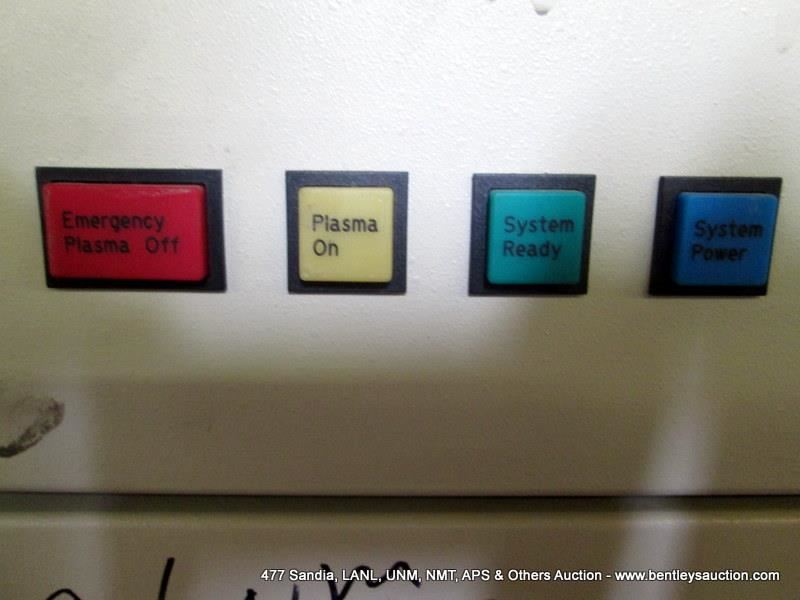 Emergency
Plasma Off
Plasma
On
System
Ready
System
Power
477 Sandia, LANL, UNM, NMT, APS & Others Auction - www.bentleysauction.com